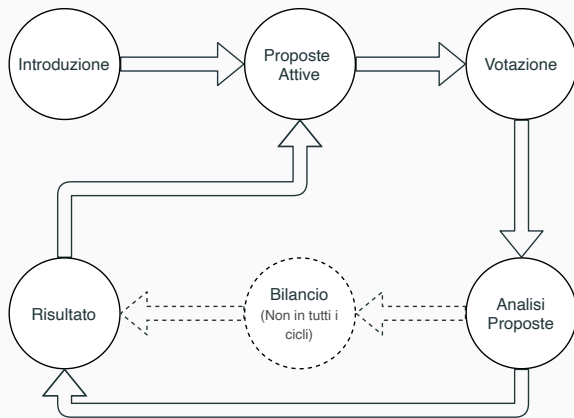 Introduzione
Proposte
Attive
Votazione
Risultato
Bilancio
(Non in tutti i
cicli)
Analisi
Proposte